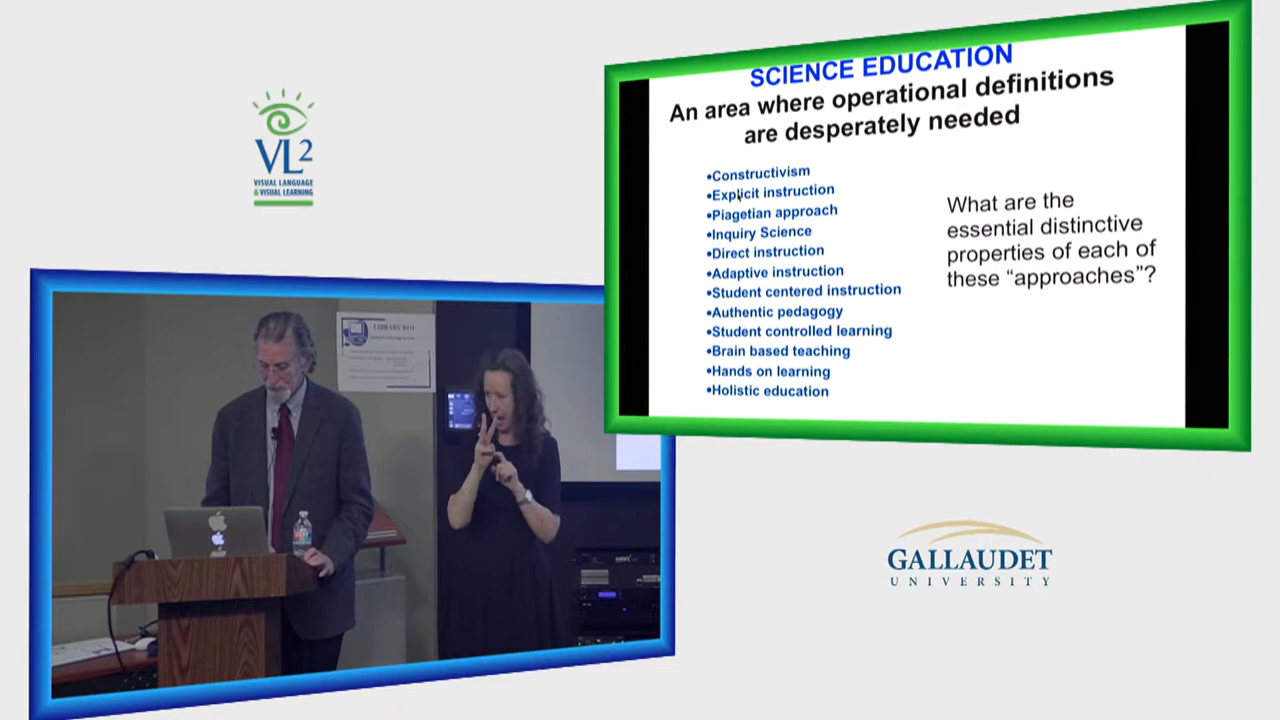 VL2
VISUAL LANGUAGE
& VISUAL LEARNING
SCIENCE EDUCATION
An area where operational definitions
are desperately needed
•Constructivism
•Explicit instruction
•Piagetian approach
•Inquiry Science
•Direct instruction
•Adaptive instruction
•Student centered instruction
•Authentic pedagogy
•Student controlled learning
•Brain based teaching
•Hands on learning
•Holistic education
What are the
essential distinctive
properties of each of
these “approaches”?
LIBRARY B111
GALLAUDET
UNIVERSITY